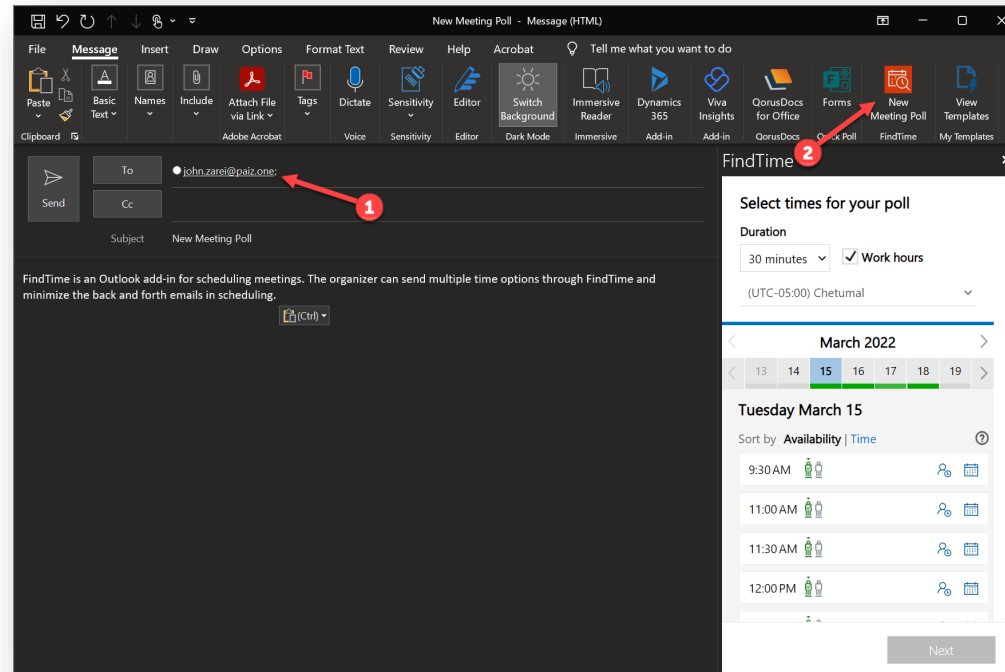 New Meeting Poll - Message (HTML)
File Message Insert Draw Options Format Text Review Help Acrobat Tell me what you want to do
Paste
Basic Text
Names
Include
Attach File via Link
Tags
Dictate
Sensitivity
Editor
Switch Background
Immersive Reader
Dynamics 365
Viva Insights
QorusDocs for Office
Forms
New Meeting Poll
View Templates
Clipboard Adobe Acrobat Voice Sensitivity Editor Dark Mode Immersive Add-in Add-in QorusDocs Quick Poll FindTime My Templates
2
FindTime
Send
To john.zarei@paiz.one;
1
Cc
Subject New Meeting Poll
FindTime is an Outlook add-in for scheduling meetings. The organizer can send multiple time options through FindTime and
minimize the back and forth emails in scheduling.
(Ctrl)
Select times for your poll
Duration
30 minutes Work hours
(UTC-05:00) Chetumal
March 2022
13 14 15 16 17 18 19
Tuesday March 15
Sort by Availability | Time
?
9:30 AM
11:00 AM
11:30 AM
12:00 PM
Next